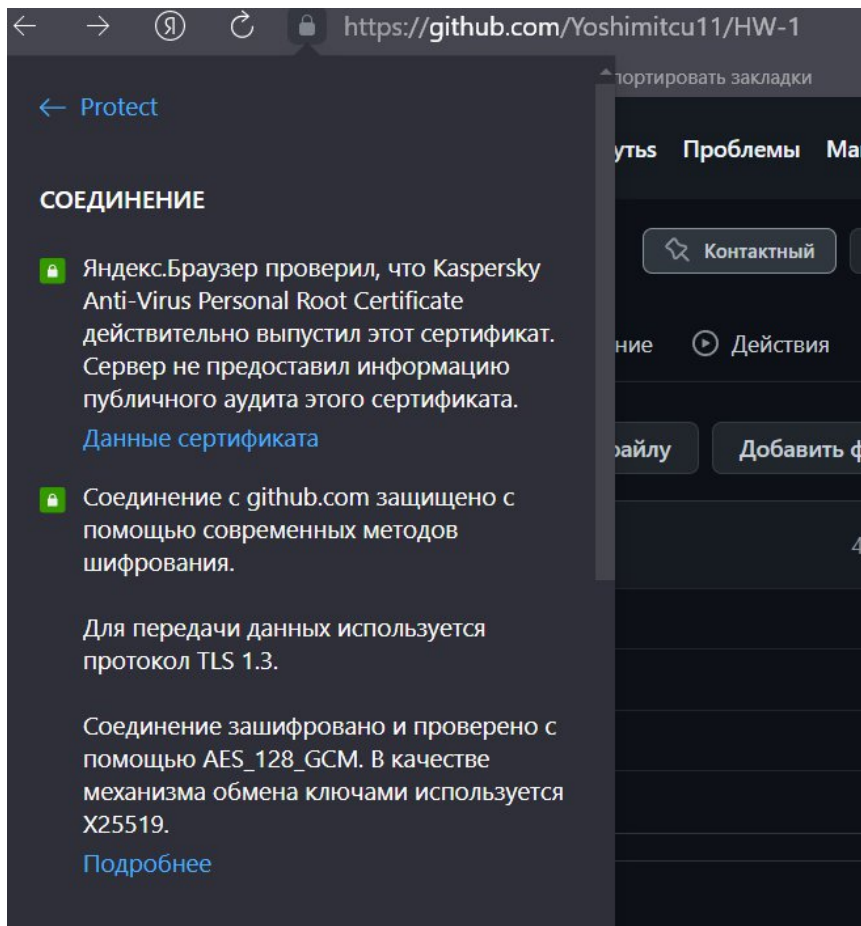 https://github.com/Yoshimitcu11/HW-1
портировать закладки
← Protect
утьs Проблемы Ма
СОЕДИНЕНИЕ
Контактный
Яндекс.Браузер проверил, что Kaspersky
Anti-Virus Personal Root Certificate
действительно выпустил этот сертификат.
ние Действия
Сервер не предоставил информацию
публичного аудита этого сертификата.
Данные сертификата
файлу Добавить ф
Соединение с github.com защищено с
помощью современных методов
шифрования.
4
Для передачи данных используется
протокол TLS 1.3.
Соединение зашифровано и проверено с
помощью AES_128_GCM. В качестве
механизма обмена ключами используется
X25519.
Подробнее